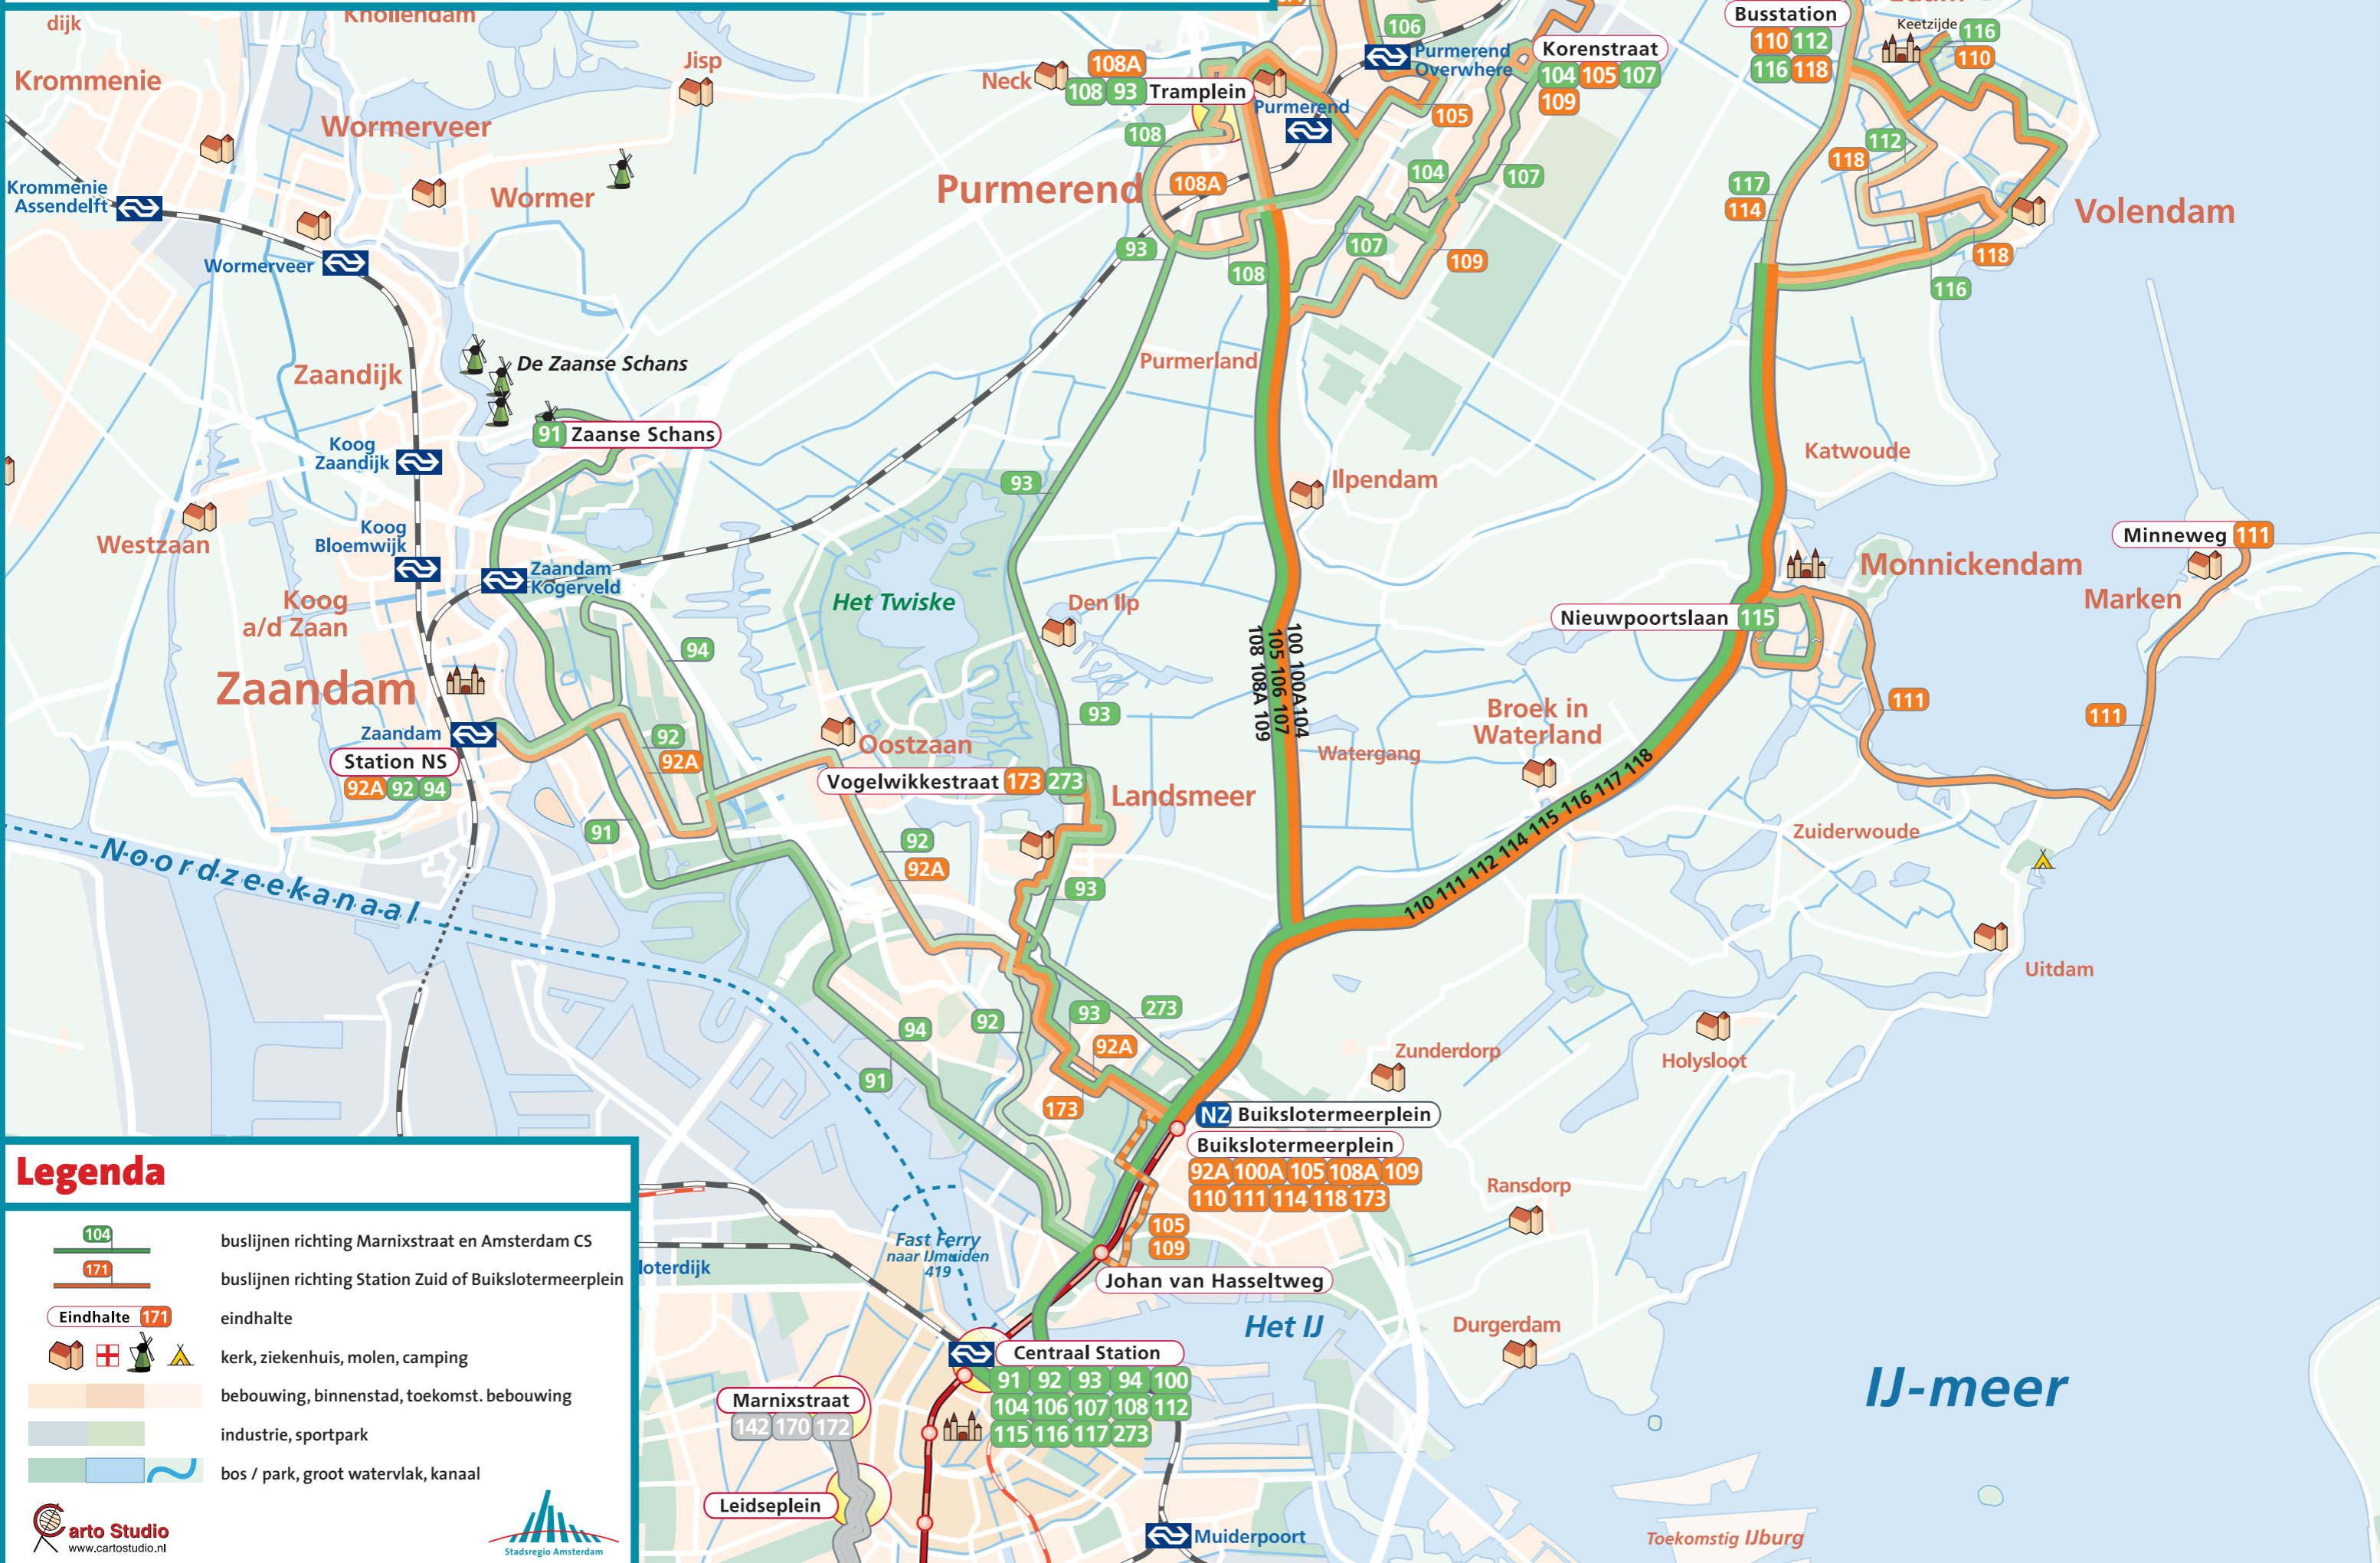 dijk
Knollendam
Krommenie
Jisp
Wormerveer
Wormer
Krommenie
Assendelft
Wormerveer
Zaandijk
De Zaanse Schans
91 Zaanse Schans
Koog
Zaandijk
Koog
Bloemwijk
Westzaan
Zaandam
Kogerveld
Koog
a/d Zaan
Zaandam
Zaandam
Station NS
92A 92 94
94
92
92A
91
Noordzeekanaal
Neck
108A
108 93 Tramplein
108
Purmerend
108A
93
108
Purmerend
106
Purmerend
Overwhere
105
Korenstraat
104 105 107
109
104
107
107
109
Purmerland
Ilpendam
93
Het Twiske
Den Ilp
93
Oostzaan
Vogelwikkestraat 173 273
Landsmeer
92
92A
93
100 100A 104
105 106 107
108 108A 109
Watergang
Busstation
110 112
116 118
Keetzijde 116
110
112
118
117
114
Volendam
118
116
Katwoude
Minneweg 111
Monnickendam
Marken
Nieuwpoortslaan 115
111
111
Broek in
Waterland
110 111 112 114 115 116 117 118
Zuiderwoude
Uitdam
Holysloot
Zunderdorp
94
92
93
273
92A
91
173
NZ Buikslotermeerplein
Buikslotermeerplein
92A 100A 105 108A 109
110 111 114 118 173
105
109
Ransdorp
Johan van Hasseltweg
Fast Ferry
naar IJmuiden
419
loterdijk
Het IJ
Durgerdam
IJ-meer
Centraal Station
91 92 93 94 100
104 106 107 108 112
115 116 117 273
Marnixstraat
142 170 172
Leidseplein
Muiderpoort
Toekomstig IJburg
Legenda
104
buslijnen richting Marnixstraat en Amsterdam CS
171
buslijnen richting Station Zuid of Buikslotermeerplein
Eindhalte 171
eindhalte
kerk, ziekenhuis, molen, camping
bebouwing, binnenstad, toekomst. bebouwing
industrie, sportpark
bos / park, groot watervlak, kanaal
Carto Studio
www.cartostudio.nl
Stadsregio Amsterdam